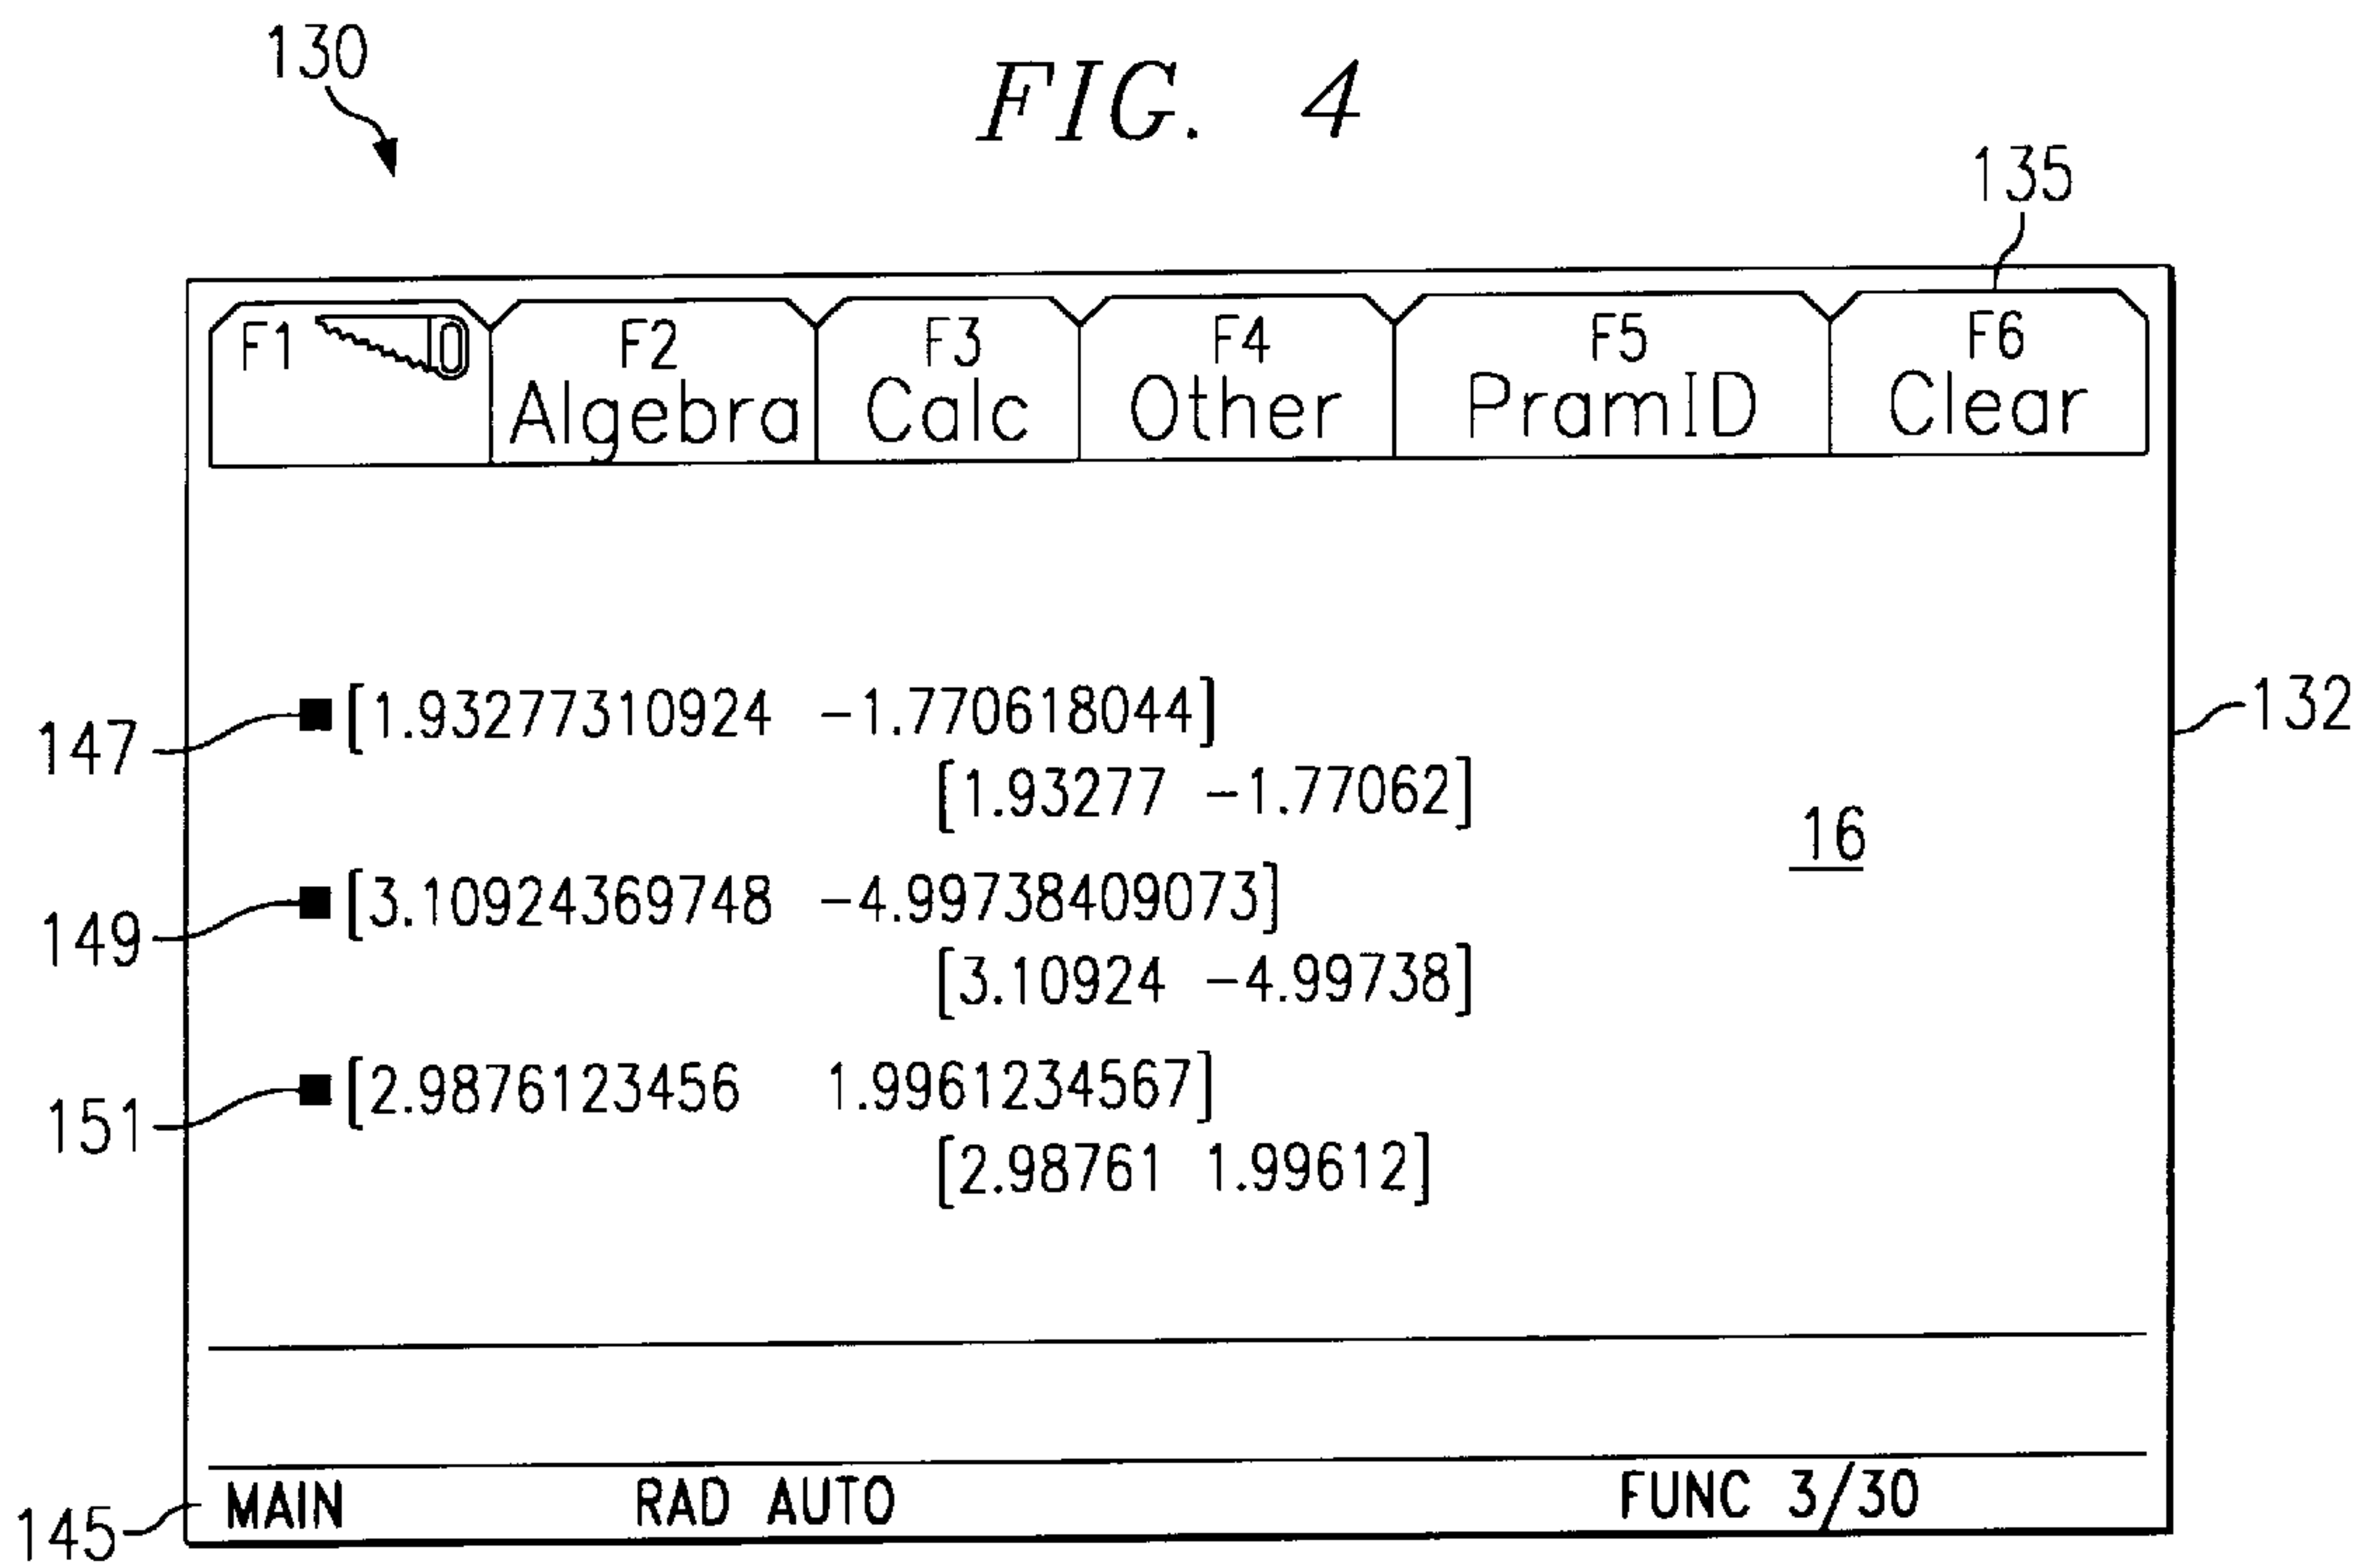 130
FIG. 4
135
F1 F2 F3 F4 F5 F6
Algebra Calc Other PramID Clear
147 [1.93277310924 -1.770618044] 132
[1.93277 -1.77062]
16
149 [3.10924369748 -4.99738409073]
[3.10924 -4.99738]
151 [2.9876123456 1.9961234567]
[2.98761 1.99612]
145 MAIN RAD AUTO FUNC 3/30